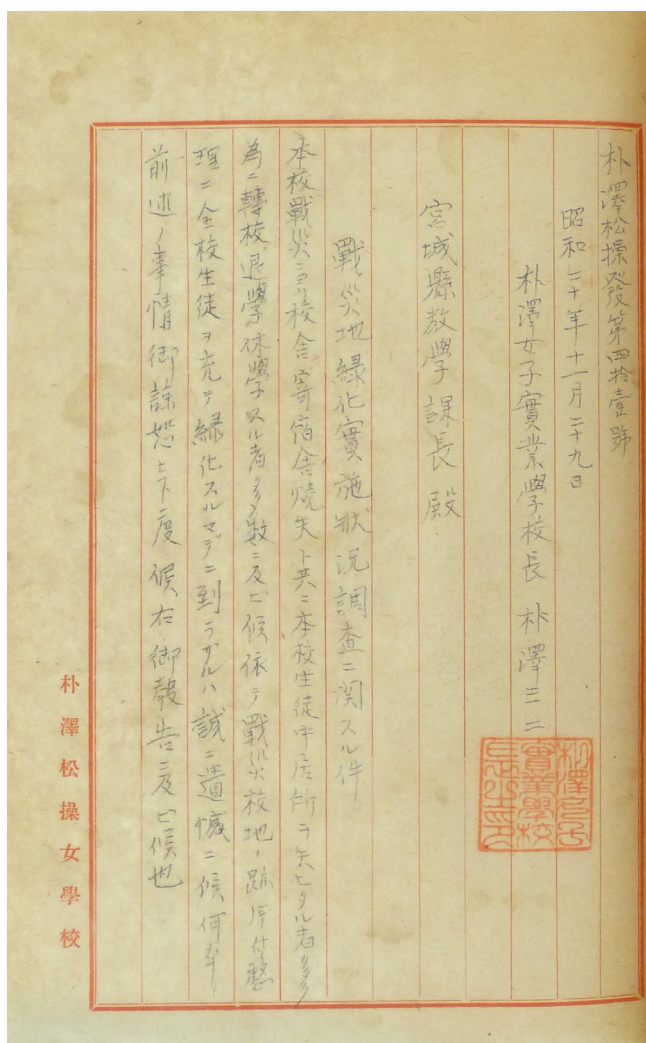 朴澤松操發第四拾壹號
昭和二十年十一月二十九日
朴澤女子實業學校長 朴澤三二
宮城縣教學課長殿
戰災地緑化實施狀況調査ニ関スル件
本校戰災ニヨリ校舎寄宿舎燒失ト共ニ本校生徒中居所ヲ失ヒタル者多ク
為ニ轉校、退學休學スル者多数ニ及ビ候依テ戰災校地ノ跡片付整
理ニ全校生徒ヲ充テ緑化スルマデニ到ラザルハ誠ニ遺憾ニ候何卒
前述ノ事情御諒恕下度候右御報告ニ及ビ候也
朴澤松操女學校